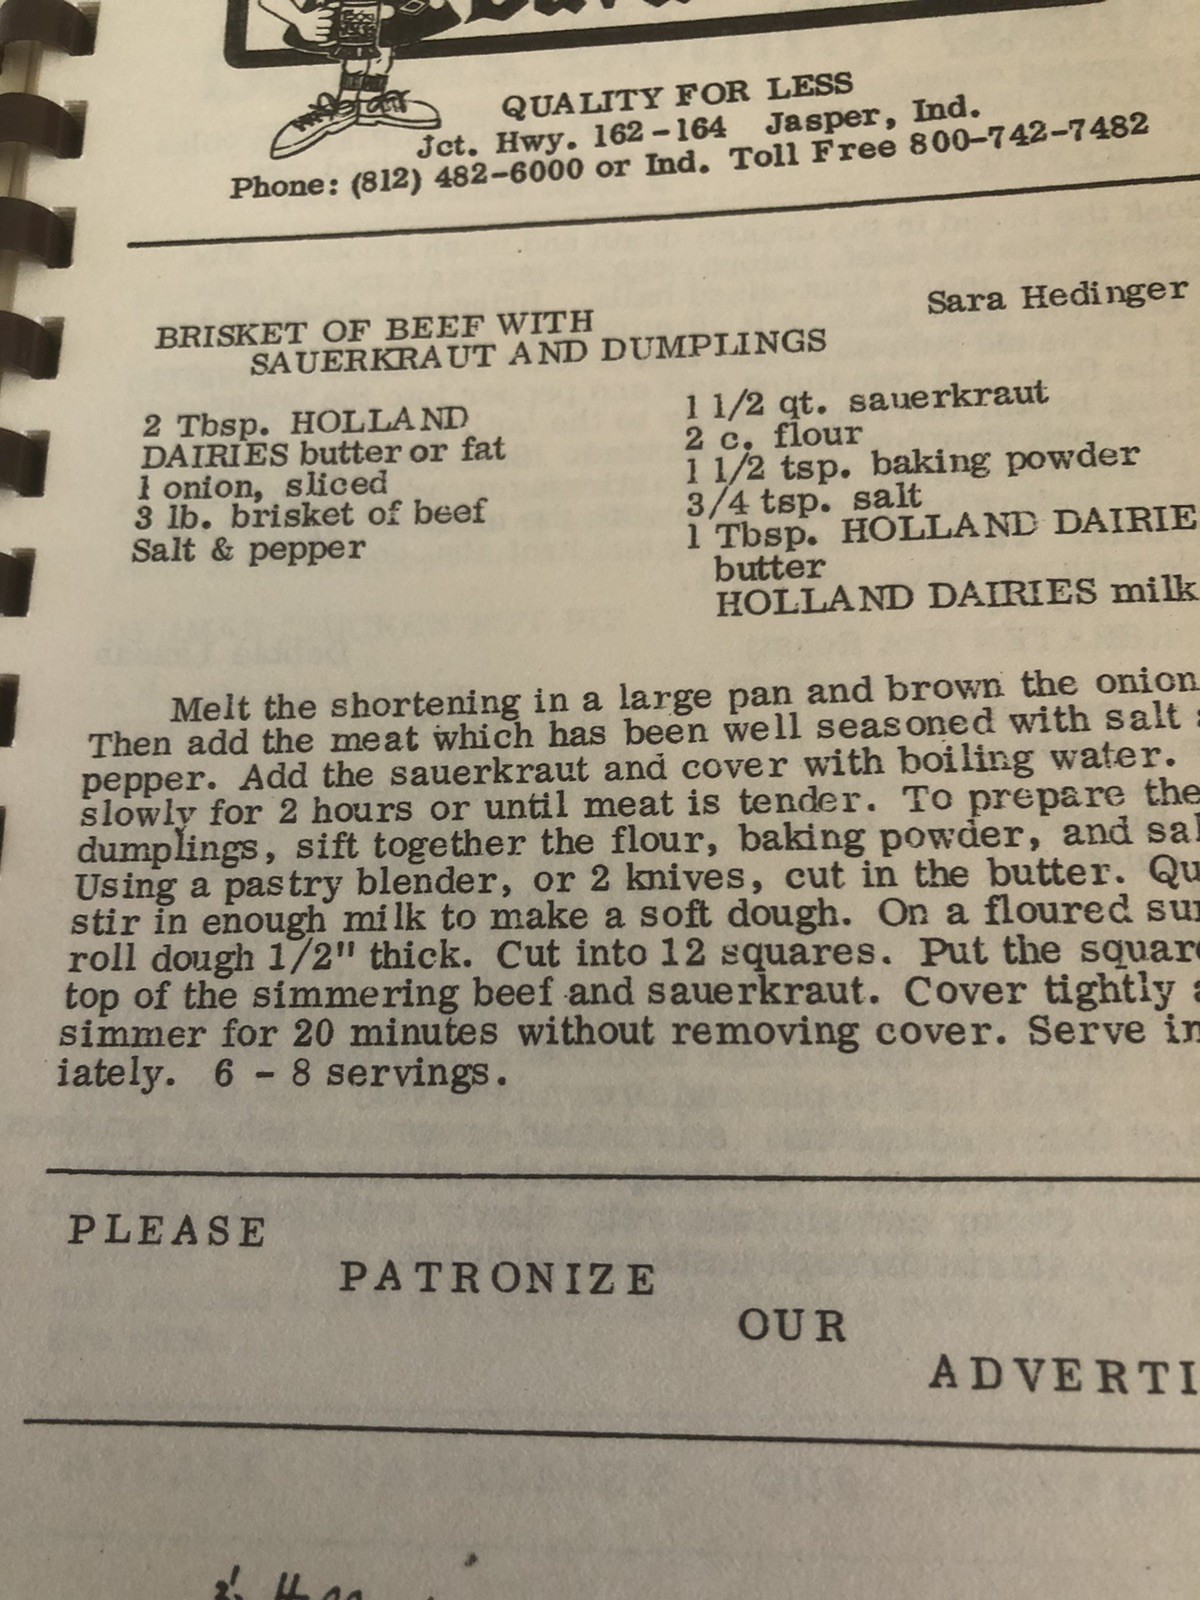 QUALITY FOR LESS
Jct. Hwy. 162-164 Jasper, Ind.
Phone: (812) 482-6000 or Ind. Toll Free 800-742-7482
Sara Hedinger
BRISKET OF BEEF WITH
SAUERKRAUT AND DUMPLINGS
2 Tbsp. HOLLAND
DAIRIES butter or fat
1 onion, sliced
3 lb. brisket of beef
Salt & pepper
1 1/2 qt. sauerkraut
2 c. flour
1 1/2 tsp. baking powder
3/4 tsp. salt
1 Tbsp. HOLLAND DAIRIE
butter
HOLLAND DAIRIES milk
Melt the shortening in a large pan and brown the onion
Then add the meat which has been well seasoned with salt
pepper. Add the sauerkraut and cover with boiling water.
slowly for 2 hours or until meat is tender. To prepare the
dumplings, sift together the flour, baking powder, and sal
Using a pastry blender, or 2 knives, cut in the butter. Qu
stir in enough milk to make a soft dough. On a floured sur
roll dough 1/2" thick. Cut into 12 squares. Put the square
top of the simmering beef and sauerkraut. Cover tightly a
simmer for 20 minutes without removing cover. Serve im
iately. 6 - 8 servings.
PLEASE
PATRONIZE
OUR
ADVERTI